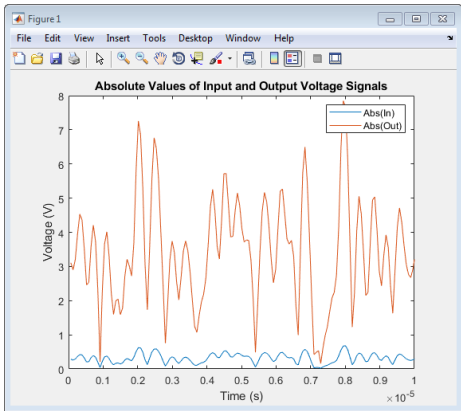 Figure 1
File Edit View Insert Tools Desktop Window Help
Absolute Values of Input and Output Voltage Signals
Abs(In)
Abs(Out)
Voltage (V)
8
7
6
5
4
3
2
1
0
0 0.1 0.2 0.3 0.4 0.5 0.6 0.7 0.8 0.9 1
Time (s)
×10⁻⁵